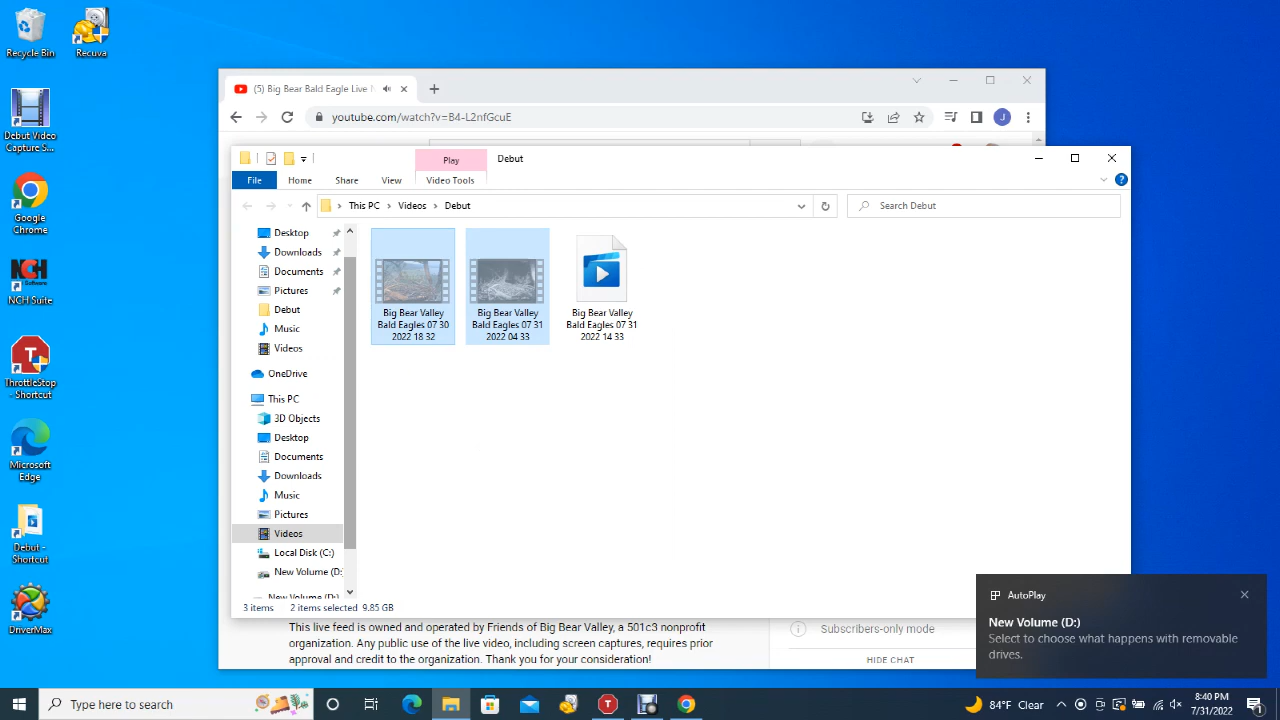 Recycle Bin
Recuva
Debut Video
Capture S...
Google
Chrome
NCH Suite
ThrottleStop
- Shortcut
Microsoft
Edge
Debut -
Shortcut
DriverMax
(5) Big Bear Bald Eagle Live N
youtube.com/watch?v=B4-L2nfGcuE
J
Play
Debut
File
Home
Share
View
Video Tools
This PC
Videos
Debut
Search Debut
Desktop
Downloads
Documents
Pictures
Debut
Music
Videos
OneDrive
This PC
3D Objects
Desktop
Documents
Downloads
Music
Pictures
Videos
Local Disk (C:)
New Volume (D:
New Volume (D:)
Big Bear Valley
Bald Eagles 07 30
2022 18 32
Big Bear Valley
Bald Eagles 07 31
2022 04 33
Big Bear Valley
Bald Eagles 07 31
2022 14 33
3 items
2 items selected 9.85 GB
This live feed is owned and operated by Friends of Big Bear Valley, a 501c3 nonprofit
organization. Any public use of the live video, including screen captures, requires prior
approval and credit to the organization. Thank you for your consideration!
Subscribers-only mode
HIDE CHAT
AutoPlay
New Volume (D:)
Select to choose what happens with removable
drives.
Type here to search
84°F Clear
8:40 PM
7/31/2022
1